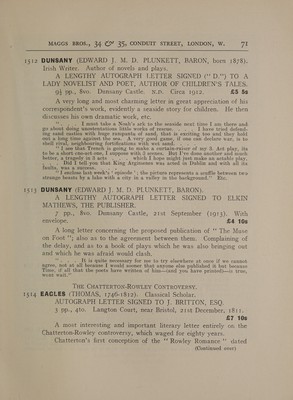 MAGGS BROS., 34 & 35, CONDUIT STREET, LONDON, W. 71
1512 DUNSANY (EDWARD J. M. D. PLUNKETT, BARON, born 1878).
Irish Writer. Author of novels and plays.
A LENGTHY AUTOGRAPH LETTER SIGNED ("D.") TO A
LADY NOVELIST AND POET, AUTHOR OF CHILDREN'S TALES.
9½ pp., 8vo. Dunsany Castle. N.D. Circa 1912. £5 5s
A very long and most charming letter in great appreciation of his
correspondent's work, evidently a seaside story for children. He then
discusses his own dramatic work, etc.
". . . I must take a Noah's ark to the seaside next time I am there and
go about doing unostentatious little works of rescue. . . . I have tried defend-
ing sand castles with huge ramparts of sand, that is exciting too and they hold
out a long time against the sea. A very good game, if one can declare war, is to
shell rival, neighbouring fortifications with wet sand.
"I see that Trench is going to make a curtain-raiser of my 2 Act play, its
to be a short one-act one, I suppose with 2 scenes. But I've done another and much
better, a tragedy in 2 acts . . . which I hope might just make an actable play.
Did I tell you that King Argimenes was acted in Dublin and with all its
faults, was a success.
"I enclose last week's 'episode'; the picture represents a scuffle between two
strange beasts by a lake with a city in a valley in the background." Etc.
1513 DUNSANY (EDWARD J. M. D. PLUNKETT, BARON).
A LENGTHY AUTOGRAPH LETTER SIGNED TO ELKIN
MATHEWS, THE PUBLISHER.
7 pp., 8vo. Dunsany Castle, 21st September (1913). With
envelope. £4 10s
A long letter concerning the proposed publication of "The Muse
on Foot"; also as to the agreement between them. Complaining of
the delay, and as to a book of plays which he was also bringing out
and which he was afraid would clash.
". . . It is quite necessary for me to try elsewhere at once if we cannot
agree, not at all because I would sooner that anyone else published it but because
Time, if all that the poets have written of him—(and you have printed)—is true,
wont wait."
THE CHATTERTON-ROWLEY CONTROVERSY.
1514 EAGLES (THOMAS, 1746-1812). Classical Scholar.
AUTOGRAPH LETTER SIGNED TO J. BRITTON, ESQ.
3 pp., 4to. Langton Court, near Bristol, 21st December, 1811.
£7 10s
A most interesting and important literary letter entirely on the
Chatterton-Rowley controversy, which waged for eighty years.
Chatterton's first conception of the "Rowley Romance" dated
(Continued over)